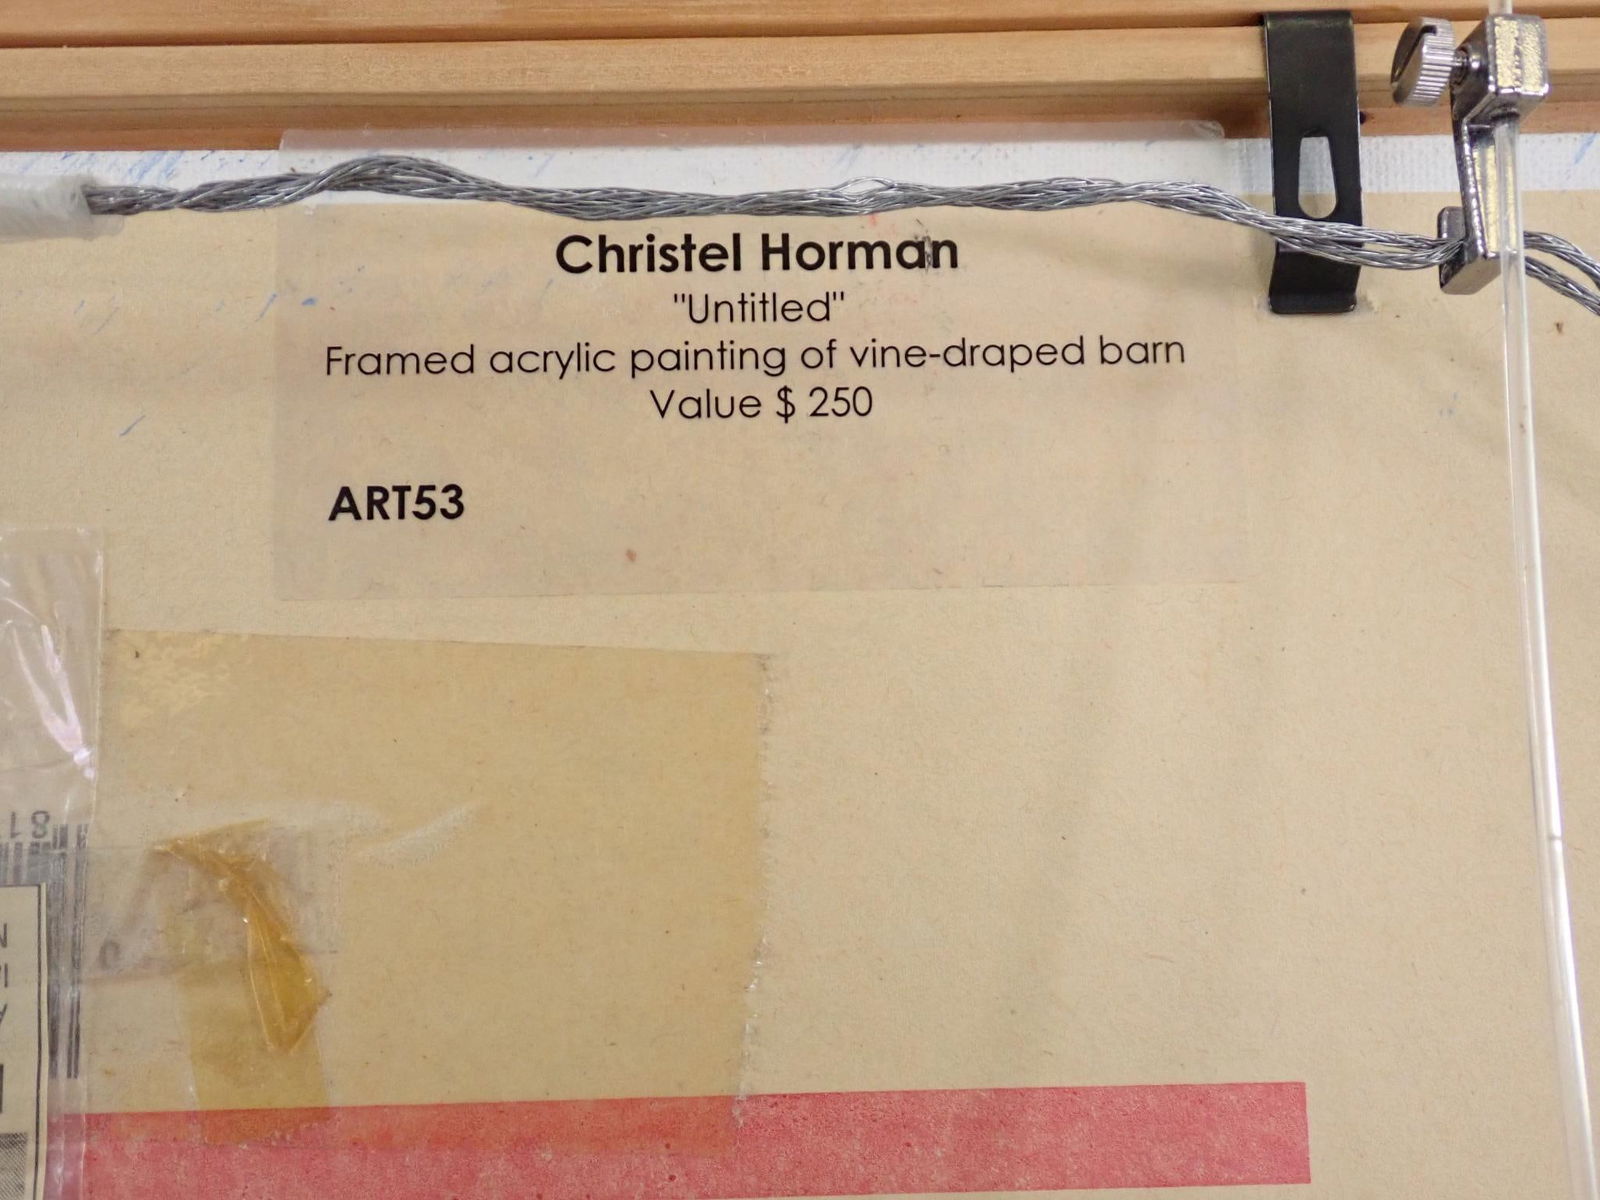 Christel Horman
"Untitled"
Framed acrylic painting of vine-draped barn
Value $ 250
ART53